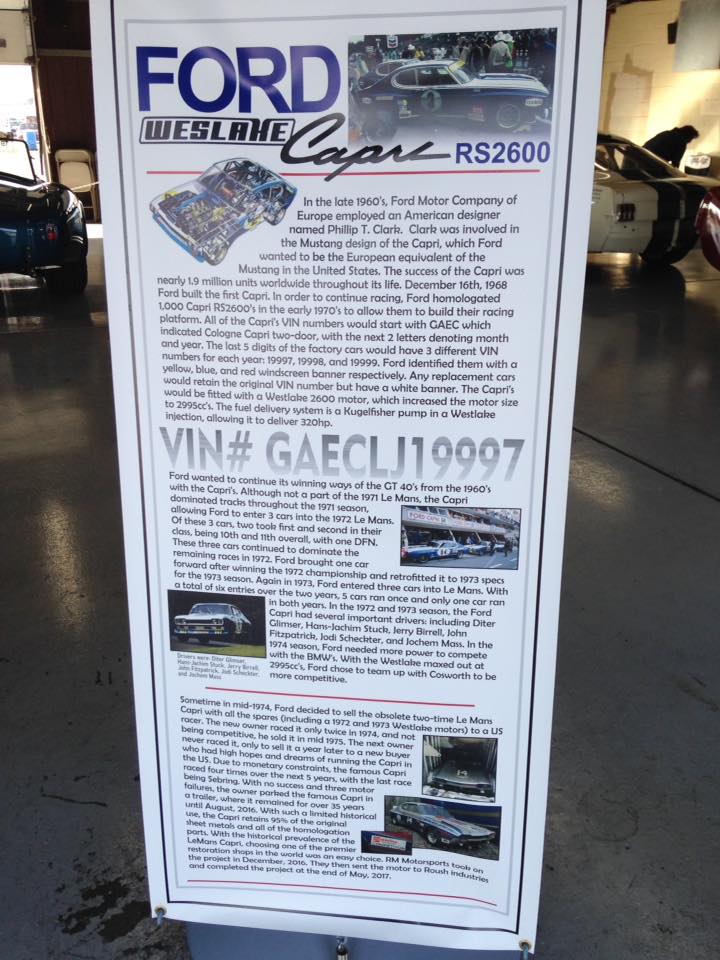 FORD
WESLAKE Capri RS2600
In the late 1960's, Ford Motor Company of
Europe employed an American designer
named Phillip T. Clark. Clark was involved in
the Mustang design of the Capri, which Ford
wanted to be the European equivalent of the
Mustang in the United States. The success of the Capri was
nearly 1.9 million units worldwide throughout its life. December 16th, 1968
Ford built the first Capri. In order to continue racing, Ford homologated
1,000 Capri RS2600's in the early 1970's to allow them to build their racing
platform. All of the Capri's VIN numbers would start with GAEC which
indicated Cologne Capri two-door, with the next 2 letters denoting month
and year. The last 5 digits of the factory cars would have 3 different VIN
numbers for each year: 19997, 19998, and 19999. Ford identified them with a
yellow, blue, and red windscreen banner respectively. Any replacement cars
would retain the original VIN number but have a white banner. The Capri's
would be fitted with a Westlake 2600 motor, which increased the motor size
to 2995cc's. The fuel delivery system is a Kugelfisher pump in a Westlake
injection, allowing it to deliver 320hp.
VIN# GAECLJ19997
Ford wanted to continue its winning ways of the GT 40's from the 1960's
with the Capri's. Although not a part of the 1971 Le Mans, the Capri
dominated tracks throughout the 1971 season,
allowing Ford to enter 3 cars into the 1972 Le Mans.
Of these 3 cars, two took first and second in their
class, being 10th and 11th overall, with one DFN.
These three cars continued to dominate the
remaining races in 1972. Ford brought one car
forward after winning the 1972 championship and retrofitted it to 1973 specs
for the 1973 season. Again in 1973, Ford entered three cars into Le Mans. With
a total of six entries over the two years, 5 cars ran once and only one car ran
in both years. In the 1972 and 1973 season, the Ford
Capri had several important drivers: including Diter
Glimser, Hans-Jachim Stuck, Jerry Birrell, John
Fitzpatrick, Jodi Scheckter, and Jochem Mass. In the
1974 season, Ford needed more power to compete
with the BMW's. With the Westlake maxed out at
2995cc's, Ford chose to team up with Cosworth to be
more competitive.
Drivers were: Diter Glimser,
Hans-Jachim Stuck, Jerry Birrell,
John Fitzpatrick, Jodi Scheckter,
and Jochem Mass
Sometime in mid-1974, Ford decided to sell the obsolete two-time Le Mans
Capri with all the spares (including a 1972 and 1973 Westlake motors) to a US
racer. The new owner raced it only twice in 1974, and not
being competitive, he sold it in mid 1975. The next owner
never raced it, only to sell it a year later to a new buyer
who had high hopes and dreams of running the Capri in
the US. Due to monetary constraints, the famous Capri
raced four times over the next 5 years, with the last race
being Sebring. With no success and three motor
failures, the owner parked the famous Capri in
a trailer, where it remained for over 35 years
until August, 2016. With such a limited historical
use, the Capri retains 95% of the original
sheet metals and all of the homologation
parts. With the historical prevalence of the
LeMans Capri, choosing one of the premier
restoration shops in the world was an easy choice. RM Motorsports took on
the project in December, 2016. They then sent the motor to Roush industries
and completed the project at the end of May, 2017.